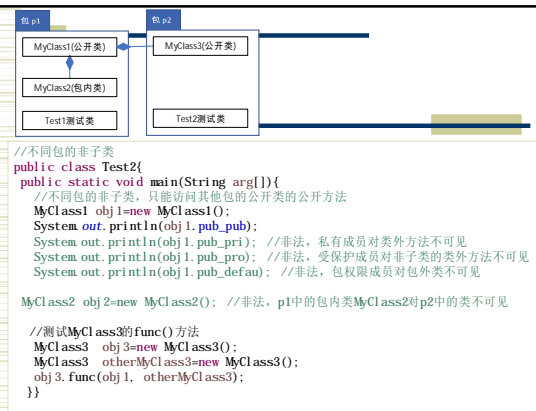 包 p1
包 p2
MyClass1(公开类)
MyClass3(公开类)
MyClass2(包内类)
Test1测试类
Test2测试类
//不同包的非子类
public class Test2{
public static void main(String arg[]){
//不同包的非子类，只能访问其他包的公开类的公开方法
MyClass1 obj1=new MyClass1();
System.out.println(obj1.pub_pub);
System.out.println(obj1.pub_pri); //非法，私有成员对类外方法不可见
System.out.println(obj1.pub_pro); //非法，受保护成员对非子类的类外方法不可见
System.out.println(obj1.pub_defau); //非法，包权限成员对包外类不可见
MyClass2 obj2=new MyClass2(); //非法，p1中的包内类MyClass2对p2中的类不可见
//测试MyClass3的func()方法
MyClass3 obj3=new MyClass3();
MyClass3 otherMyClass3=new MyClass3();
obj3.func(obj1, otherMyClass3);
}}